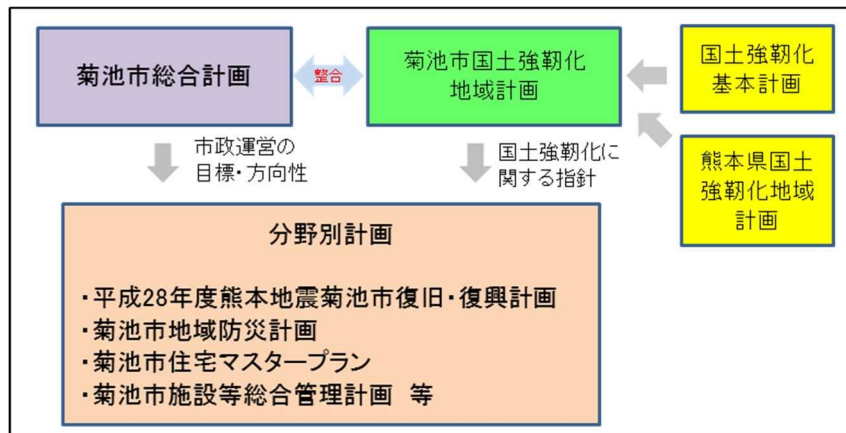 菊池市総合計画
整合
菊池市国土強靭化
地域計画
国土強靭化
基本計画
熊本県国土
強靭化地域
計画
市政運営の
目標・方向性
国土強靭化に
関する指針
分野別計画
・平成28年度熊本地震菊池市復旧・復興計画
・菊池市地域防災計画
・菊池市住宅マスタープラン
・菊池市施設等総合管理計画　等